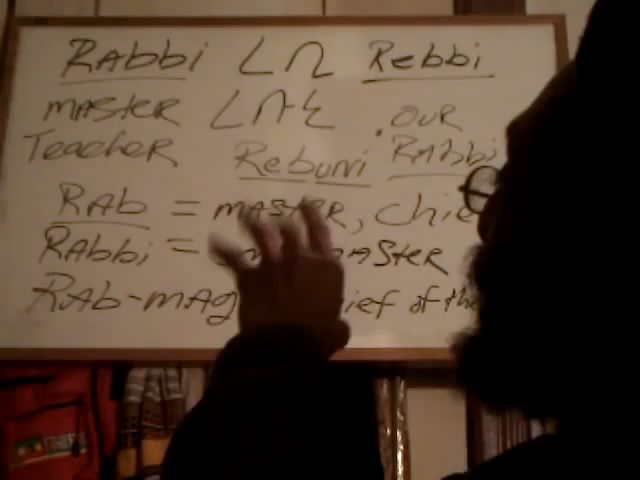 RAbbi Rebbi
MASTER . OUR
TeacheR Rebuni RAbbi
RAb = MASTER, Chie
RAbbi = MASTER
RAb-MAg ief of the